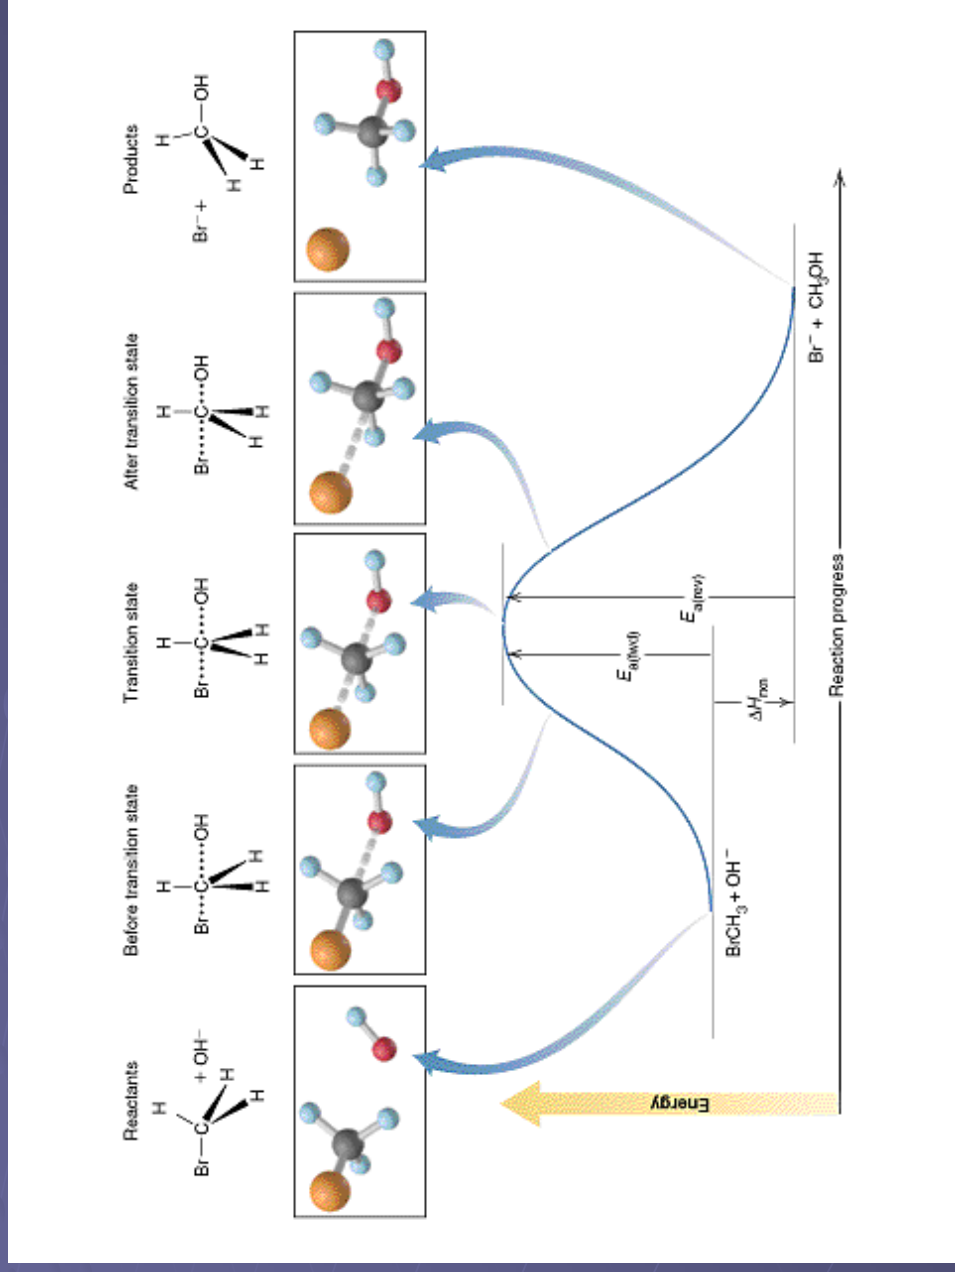 Reactants
Before transition state
Transition state
After transition state
Products
H
Br—C + OH⁻
H
H
H
Br·····C······OH
H
H
H
Br······C·····OH
H
H
H
Br······C·····OH
H
H
H
Br⁻ + C—OH
H
H
Energy
BrCH₃ + OH⁻
Eₐ(fwd)
Eₐ(rev)
ΔHrxn
Br⁻ + CH₃OH
Reaction progress